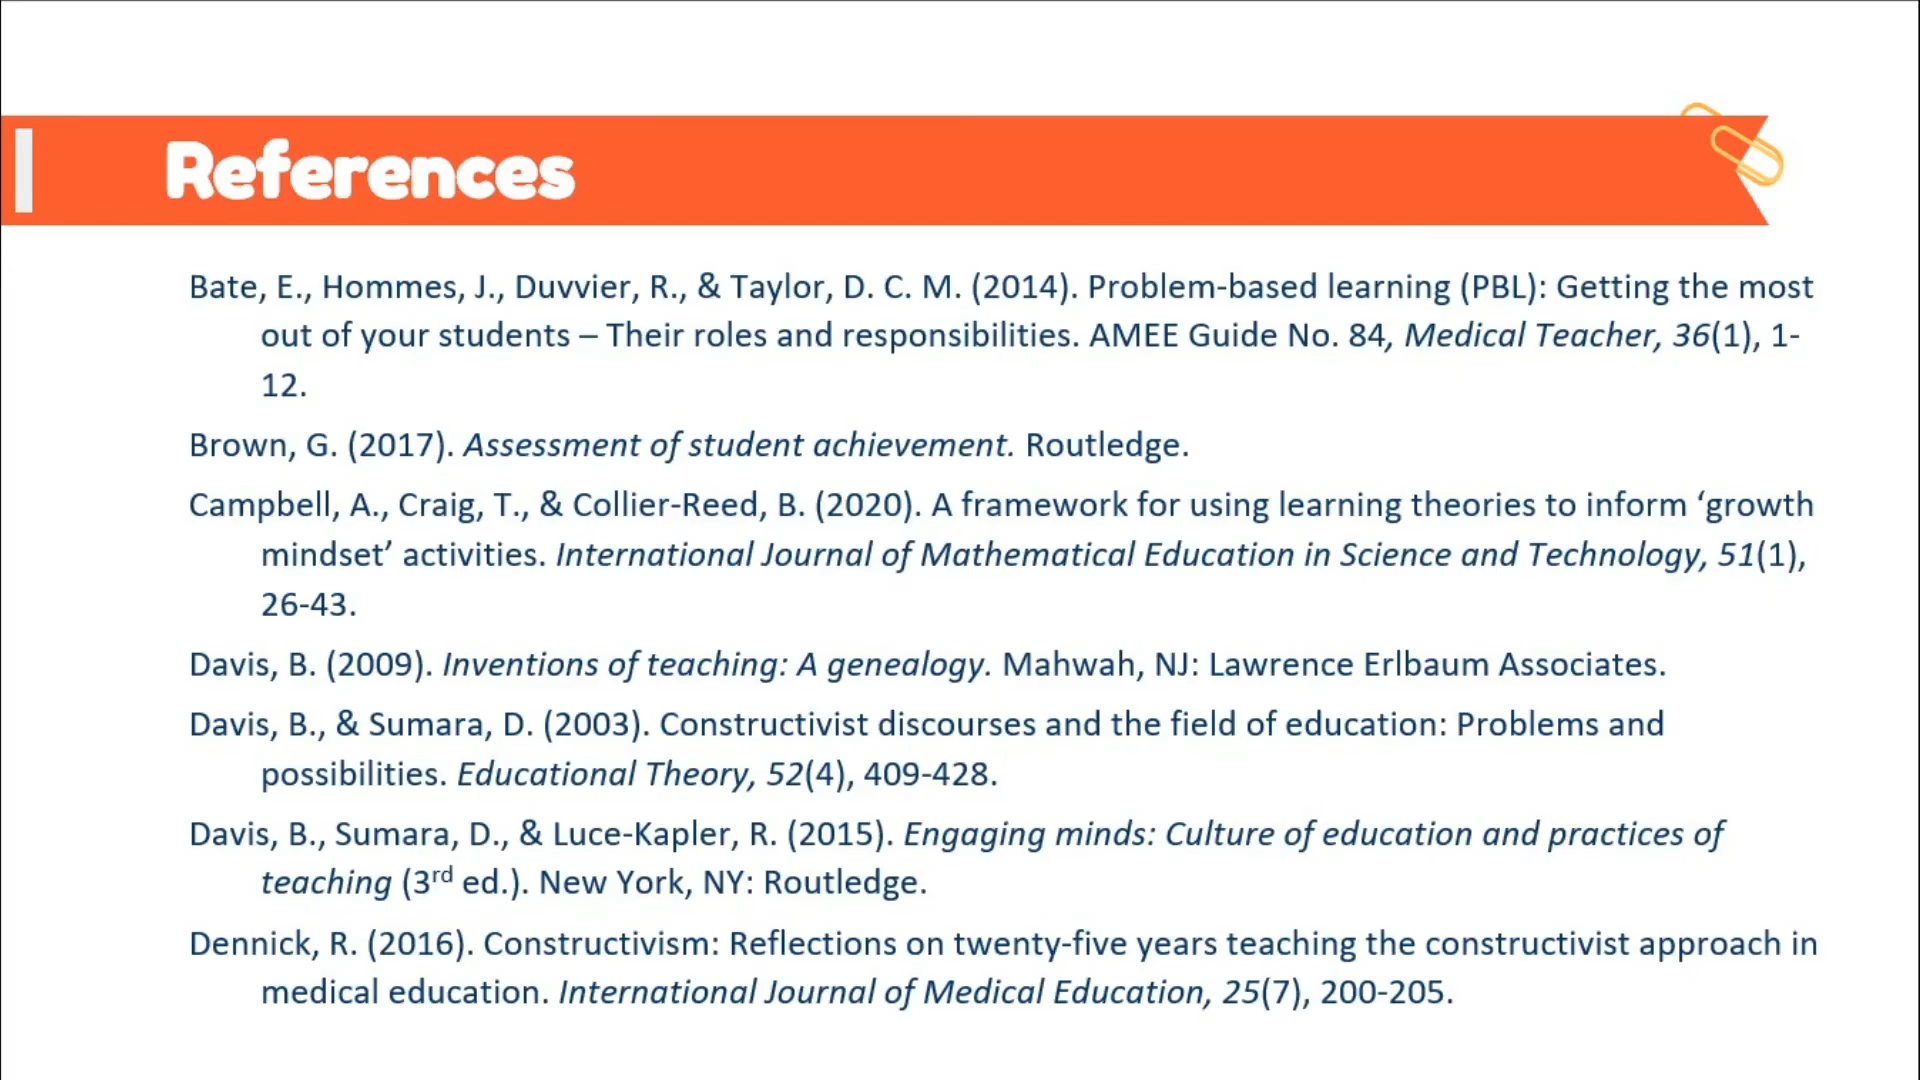 References
Bate, E., Hommes, J., Duvvier, R., & Taylor, D. C. M. (2014). Problem-based learning (PBL): Getting the most
out of your students – Their roles and responsibilities. AMEE Guide No. 84, Medical Teacher, 36(1), 1-
12.
Brown, G. (2017). Assessment of student achievement. Routledge.
Campbell, A., Craig, T., & Collier-Reed, B. (2020). A framework for using learning theories to inform ‘growth
mindset’ activities. International Journal of Mathematical Education in Science and Technology, 51(1),
26-43.
Davis, B. (2009). Inventions of teaching: A genealogy. Mahwah, NJ: Lawrence Erlbaum Associates.
Davis, B., & Sumara, D. (2003). Constructivist discourses and the field of education: Problems and
possibilities. Educational Theory, 52(4), 409-428.
Davis, B., Sumara, D., & Luce-Kapler, R. (2015). Engaging minds: Culture of education and practices of
teaching (3rd ed.). New York, NY: Routledge.
Dennick, R. (2016). Constructivism: Reflections on twenty-five years teaching the constructivist approach in
medical education. International Journal of Medical Education, 25(7), 200-205.